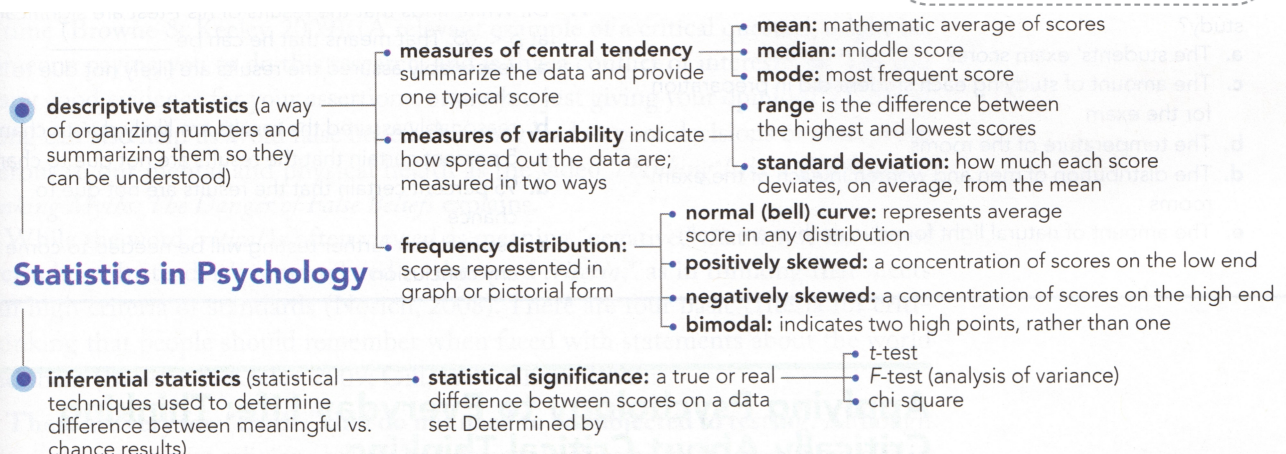 mean: mathematic average of scores
measures of central tendency
summarize the data and provide
one typical score
median: middle score
mode: most frequent score
descriptive statistics (a way
of organizing numbers and
summarizing them so they
can be understood)
measures of variability indicate
how spread out the data are;
measured in two ways
range is the difference between
the highest and lowest scores
standard deviation: how much each score
deviates, on average, from the mean
frequency distribution:
scores represented in
graph or pictorial form
normal (bell) curve: represents average
score in any distribution
positively skewed: a concentration of scores on the low end
negatively skewed: a concentration of scores on the high end
bimodal: indicates two high points, rather than one
Statistics in Psychology
inferential statistics (statistical
techniques used to determine
difference between meaningful vs.
chance results)
statistical significance: a true or real
difference between scores on a data
set Determined by
t-test
F-test (analysis of variance)
chi square